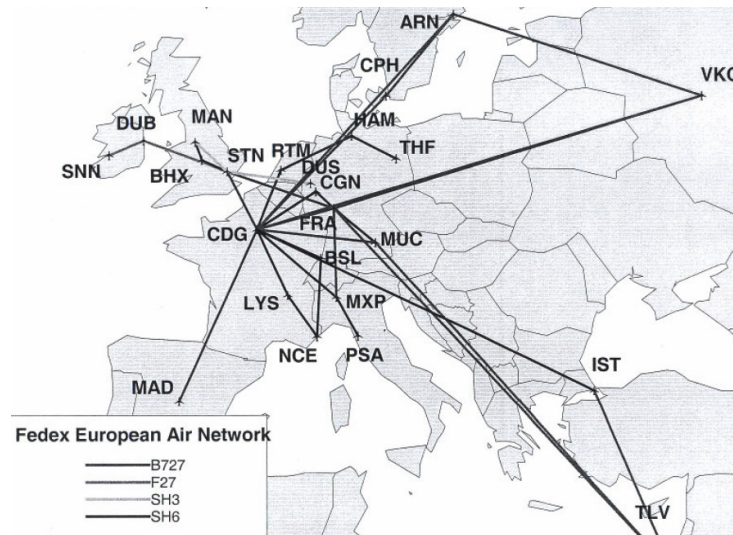 ARN
CPH
VKO
MAN
HAM
DUB
STN
RTM
THF
SNN
BHX
DUS
CGN
FRA
CDG
MUC
BSL
LYS
MXP
NCE
PSA
IST
MAD
Fedex European Air Network
B727
F27
SH3
SH6
TLV